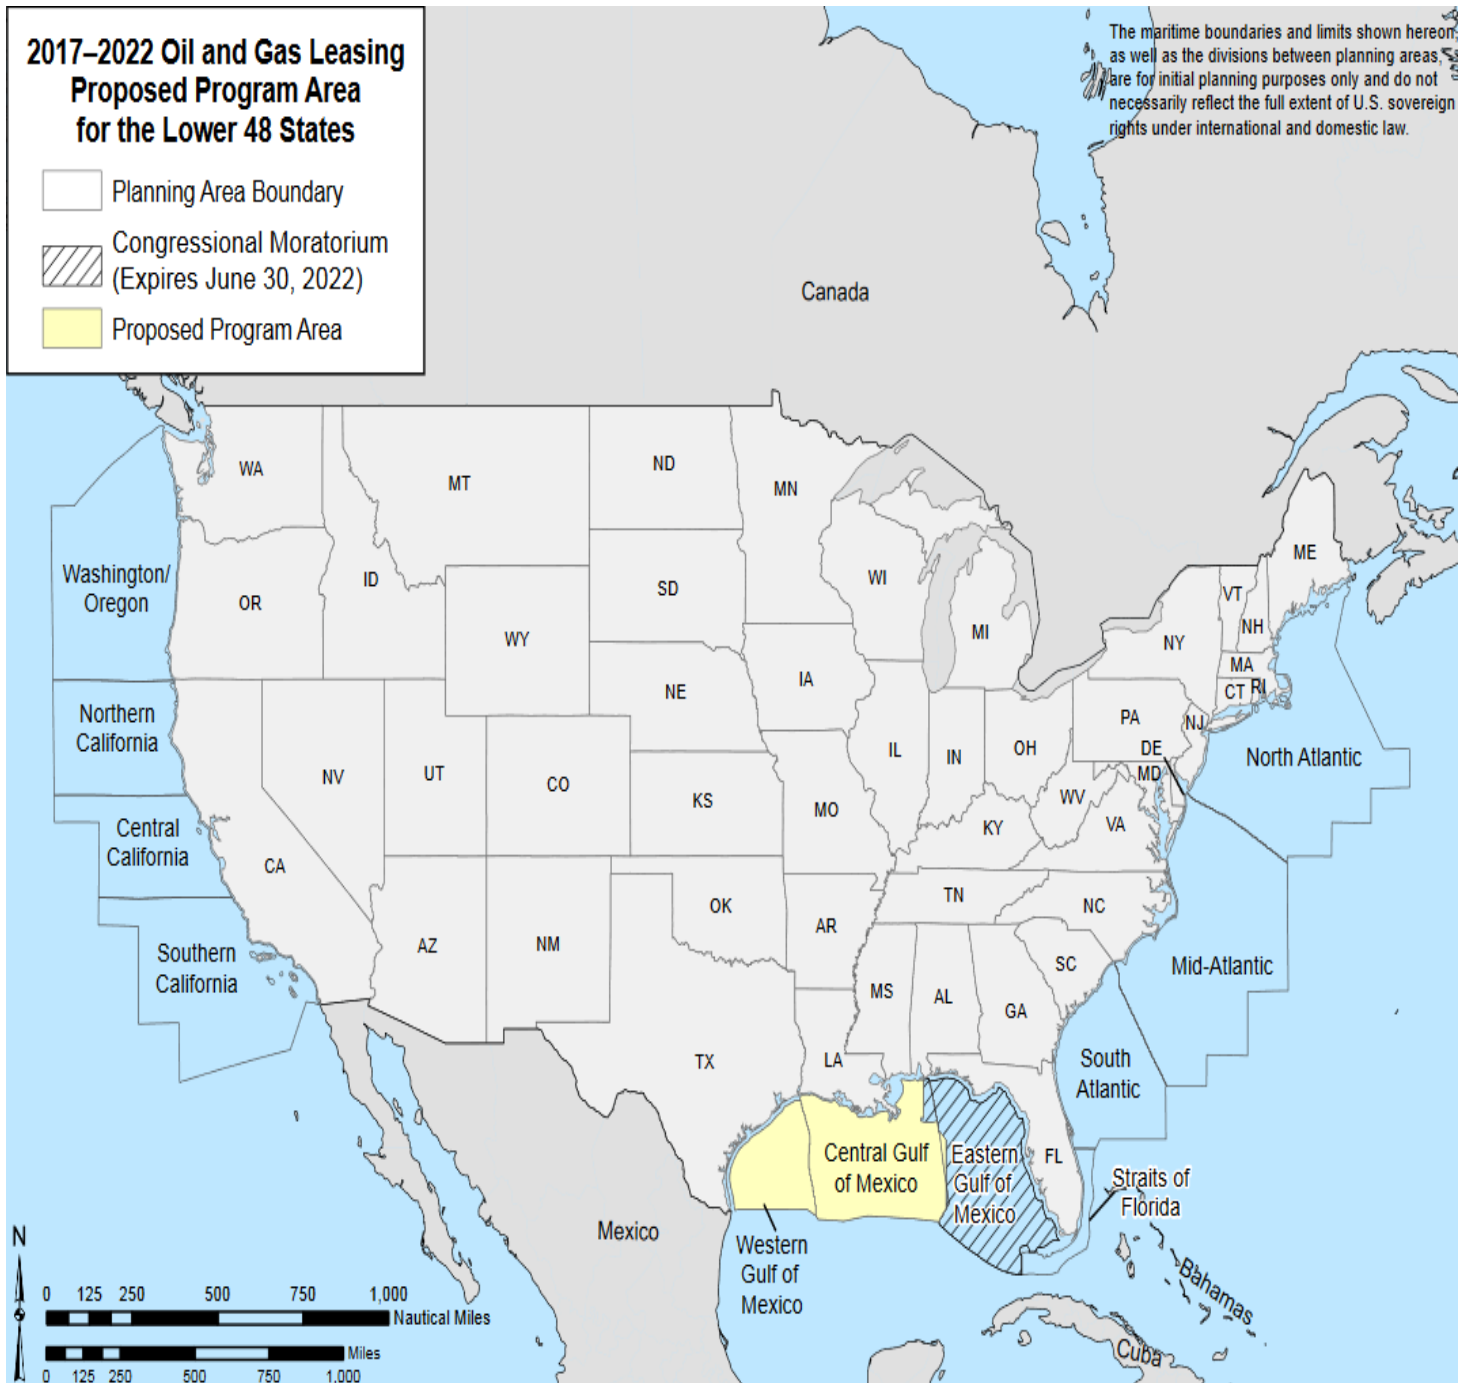 2017–2022 Oil and Gas Leasing
Proposed Program Area
for the Lower 48 States
Planning Area Boundary
Congressional Moratorium
(Expires June 30, 2022)
Proposed Program Area
The maritime boundaries and limits shown hereon,
as well as the divisions between planning areas,
are for initial planning purposes only and do not
necessarily reflect the full extent of U.S. sovereign
rights under international and domestic law.
Canada
WA
MT
ND
MN
ME
Washington/
Oregon
OR
ID
SD
WI
VT
NH
WY
MI
NY
MA
CT
RI
Northern
California
NE
IA
PA
NJ
NV
UT
CO
IL
IN
OH
DE
MD
North Atlantic
Central
California
KS
MO
WV
VA
KY
CA
OK
TN
NC
AR
AZ
NM
Southern
California
SC
Mid-Atlantic
MS
AL
GA
TX
LA
South
Atlantic
Central Gulf
of Mexico
Eastern
Gulf of
Mexico
FL
Straits of
Florida
Mexico
Western
Gulf of
Mexico
Bahamas
Cuba
N
0 125 250 500 750 1,000
Nautical Miles
Miles
0 125 250 500 750 1,000